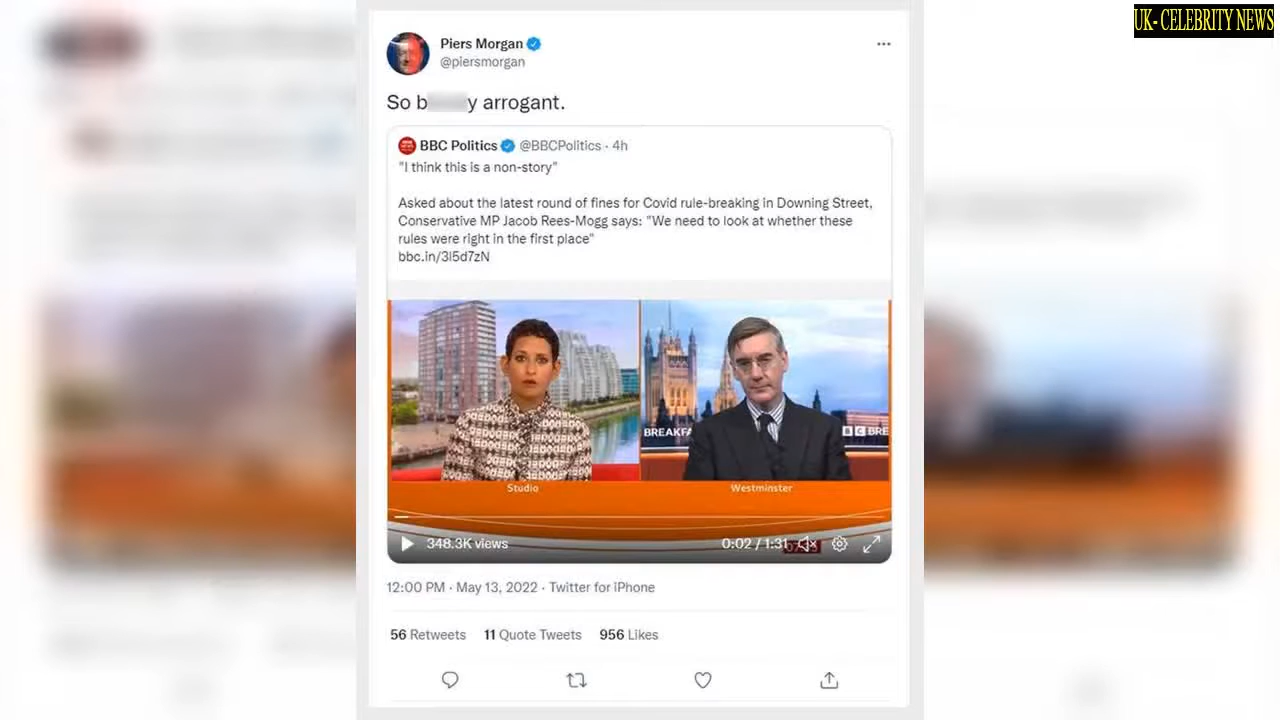 UK- CELEBRITY NEWS
Piers Morgan
@piersmorgan
So b y arrogant.
BBC Politics @BBCPolitics · 4h
"I think this is a non-story"
Asked about the latest round of fines for Covid rule-breaking in Downing Street,
Conservative MP Jacob Rees-Mogg says: "We need to look at whether these
rules were right in the first place"
bbc.in/3l5d7zN
BREAKFA
BBC BRE
Studio
Westminster
348.3K views
0:02 / 1:31
12:00 PM · May 13, 2022 · Twitter for iPhone
56 Retweets 11 Quote Tweets 956 Likes